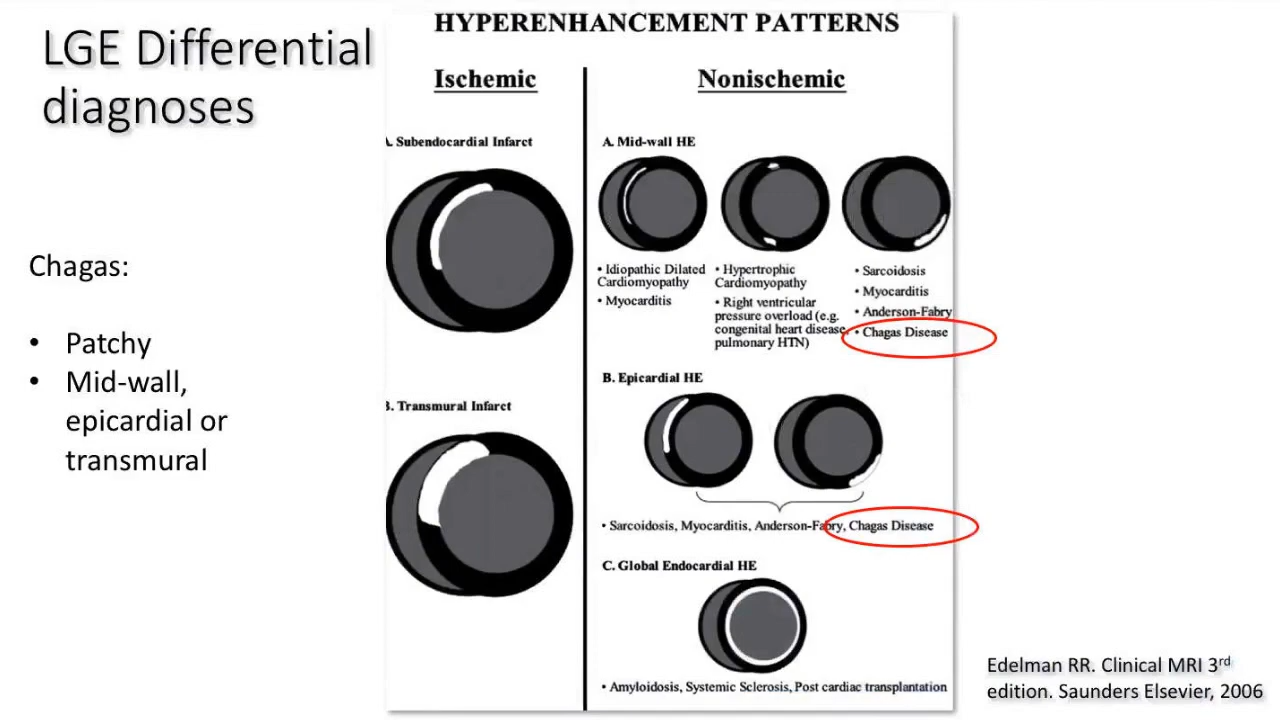 LGE Differential
diagnoses
Chagas:
• Patchy
• Mid-wall,
epicardial or
transmural
HYPERENHANCEMENT PATTERNS
Ischemic
. Subendocardial Infarct
. Transmural Infarct
Nonischemic
A. Mid-wall HE
• Idiopathic Dilated
Cardiomyopathy
• Myocarditis
• Hypertrophic
Cardiomyopathy
• Right ventricular
pressure overload (e.g.
congenital heart disease,
pulmonary HTN)
• Sarcoidosis
• Myocarditis
• Anderson-Fabry
• Chagas Disease
B. Epicardial HE
• Sarcoidosis, Myocarditis, Anderson-Fabry, Chagas Disease
C. Global Endocardial HE
• Amyloidosis, Systemic Sclerosis, Post cardiac transplantation
Edelman RR. Clinical MRI 3rd
edition. Saunders Elsevier, 2006